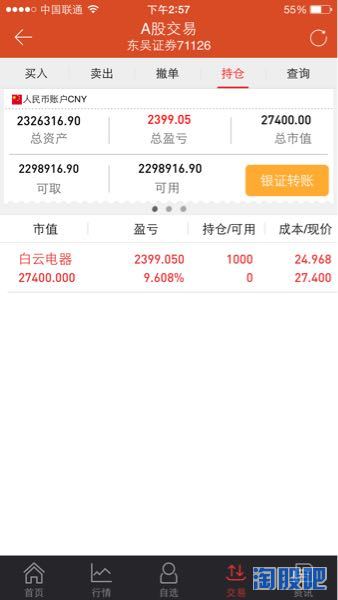 中国联通 下午2:57 55%
A股交易
东吴证券71126
买入 卖出 撤单 持仓 查询
人民币账户CNY
2326316.90 2399.05 27400.00
总资产 总盈亏 总市值
2298916.90 2298916.90 银证转账
可取 可用
市值 盈亏 持仓/可用 成本/现价
白云电器 2399.050 1000 24.968
27400.000 9.608% 0 27.400
首页 行情 自选 交易 资讯
淘股吧